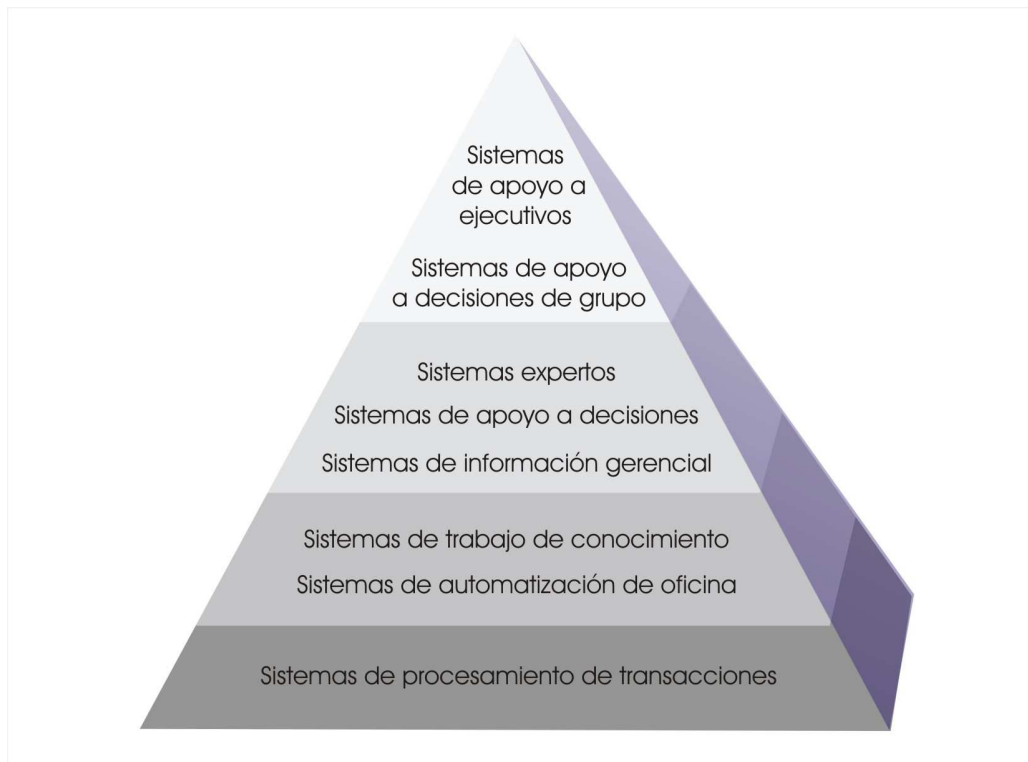 Sistemas
de apoyo a
ejecutivos
Sistemas de apoyo
a decisiones de grupo
Sistemas expertos
Sistemas de apoyo a decisiones
Sistemas de información gerencial
Sistemas de trabajo de conocimiento
Sistemas de automatización de oficina
Sistemas de procesamiento de transacciones